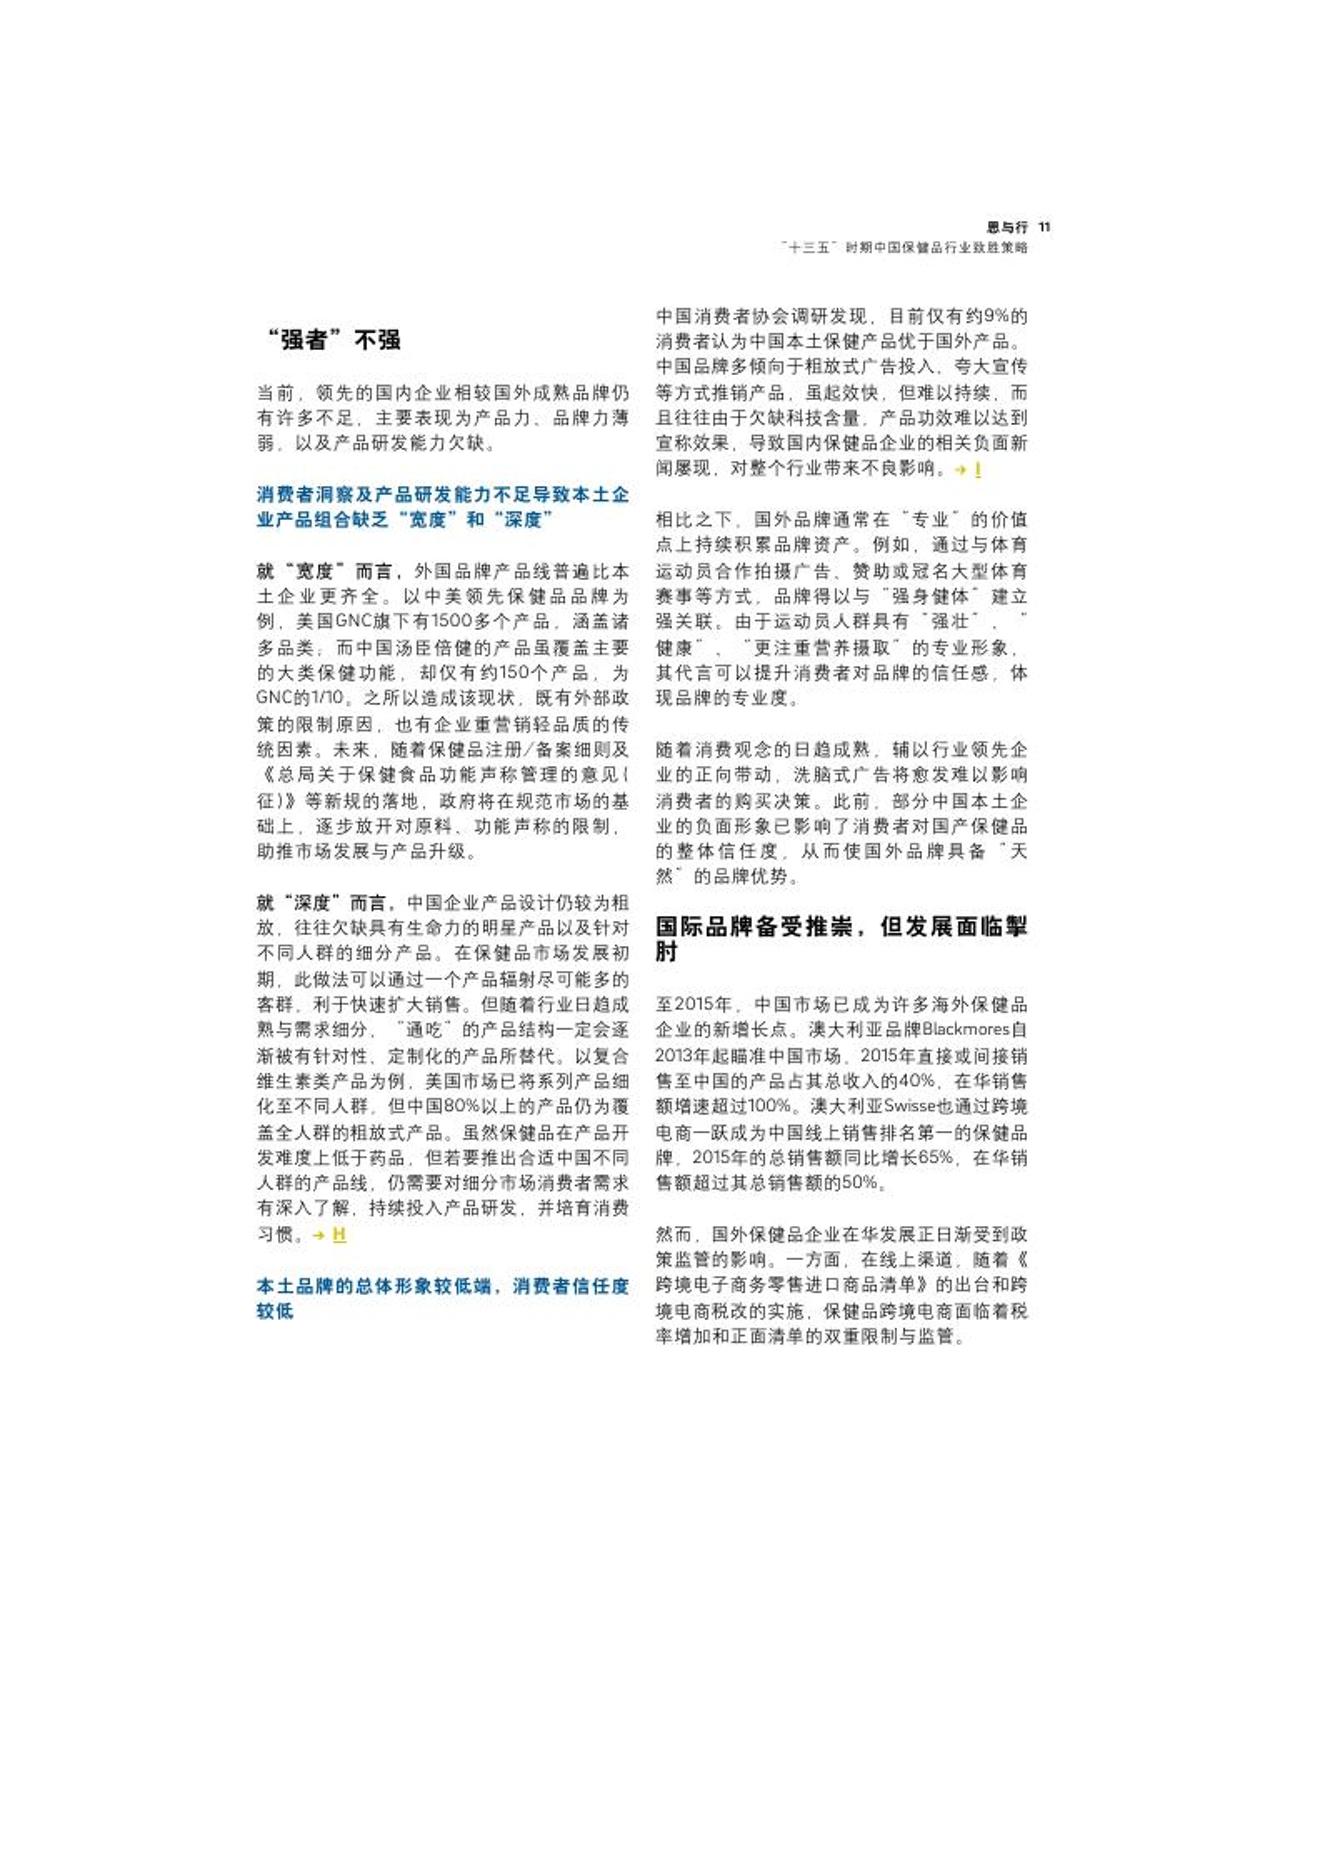 思与行 11
“十三五”时期中国保健品行业致胜策略
“强者”不强
当前，领先的国内企业相较国外成熟品牌仍
有许多不足，主要表现为产品力、品牌力薄
弱，以及产品研发能力欠缺。
消费者洞察及产品研发能力不足导致本土企
业产品组合缺乏“宽度”和“深度”
就“宽度”而言，外国品牌产品线普遍比本
土企业更齐全。以中美领先保健品品牌为
例，美国GNC旗下有1500多个产品，涵盖诸
多品类；而中国汤臣倍健的产品虽覆盖主要
的大类保健功能，却仅有约150个产品，为
GNC的1/10。之所以造成该现状，既有外部政
策的限制原因，也有企业重营销轻品质的传
统因素。未来，随着保健品注册/备案细则及
《总局关于保健食品功能声称管理的意见(
征)》等新规的落地，政府将在规范市场的基
础上，逐步放开对原料、功能声称的限制，
助推市场发展与产品升级。
就“深度”而言，中国企业产品设计仍较为粗
放，往往欠缺具有生命力的明星产品以及针对
不同人群的细分产品。在保健品市场发展初
期，此做法可以通过一个产品辐射尽可能多的
客群，利于快速扩大销售。但随着行业日趋成
熟与需求细分，“通吃”的产品结构一定会逐
渐被有针对性、定制化的产品所替代。以复合
维生素类产品为例，美国市场已将系列产品细
化至不同人群，但中国80%以上的产品仍为覆
盖全人群的粗放式产品。虽然保健品在产品开
发难度上低于药品，但若要推出合适中国不同
人群的产品线，仍需要对细分市场消费者需求
有深入了解，持续投入产品研发，并培育消费
习惯。→ H
本土品牌的总体形象较低端，消费者信任度
较低
中国消费者协会调研发现，目前仅有约9%的
消费者认为中国本土保健产品优于国外产品。
中国品牌多倾向于粗放式广告投入、夸大宣传
等方式推销产品，虽起效快，但难以持续，而
且往往由于欠缺科技含量，产品功效难以达到
宣称效果，导致国内保健品企业的相关负面新
闻屡现，对整个行业带来不良影响。→ I
相比之下，国外品牌通常在“专业”的价值
点上持续积累品牌资产。例如，通过与体育
运动员合作拍摄广告、赞助或冠名大型体育
赛事等方式，品牌得以与“强身健体”建立
强关联。由于运动员人群具有“强壮”、“
健康”、“更注重营养摄取”的专业形象，
其代言可以提升消费者对品牌的信任感，体
现品牌的专业度。
随着消费观念的日趋成熟，辅以行业领先企
业的正向带动，洗脑式广告将愈发难以影响
消费者的购买决策。此前，部分中国本土企
业的负面形象已影响了消费者对国产保健品
的整体信任度，从而使国外品牌具备“天
然”的品牌优势。
国际品牌备受推崇，但发展面临掣
肘
至2015年，中国市场已成为许多海外保健品
企业的新增长点。澳大利亚品牌Blackmores自
2013年起瞄准中国市场，2015年直接或间接销
售至中国的产品占其总收入的40%，在华销售
额增速超过100%。澳大利亚Swisse也通过跨境
电商一跃成为中国线上销售排名第一的保健品
牌，2015年的总销售额同比增长65%，在华销
售额超过其总销售额的50%。
然而，国外保健品企业在华发展正日渐受到政
策监管的影响。一方面，在线上渠道，随着《
跨境电子商务零售进口商品清单》的出台和跨
境电商税改的实施，保健品跨境电商面临着税
率增加和正面清单的双重限制与监管。